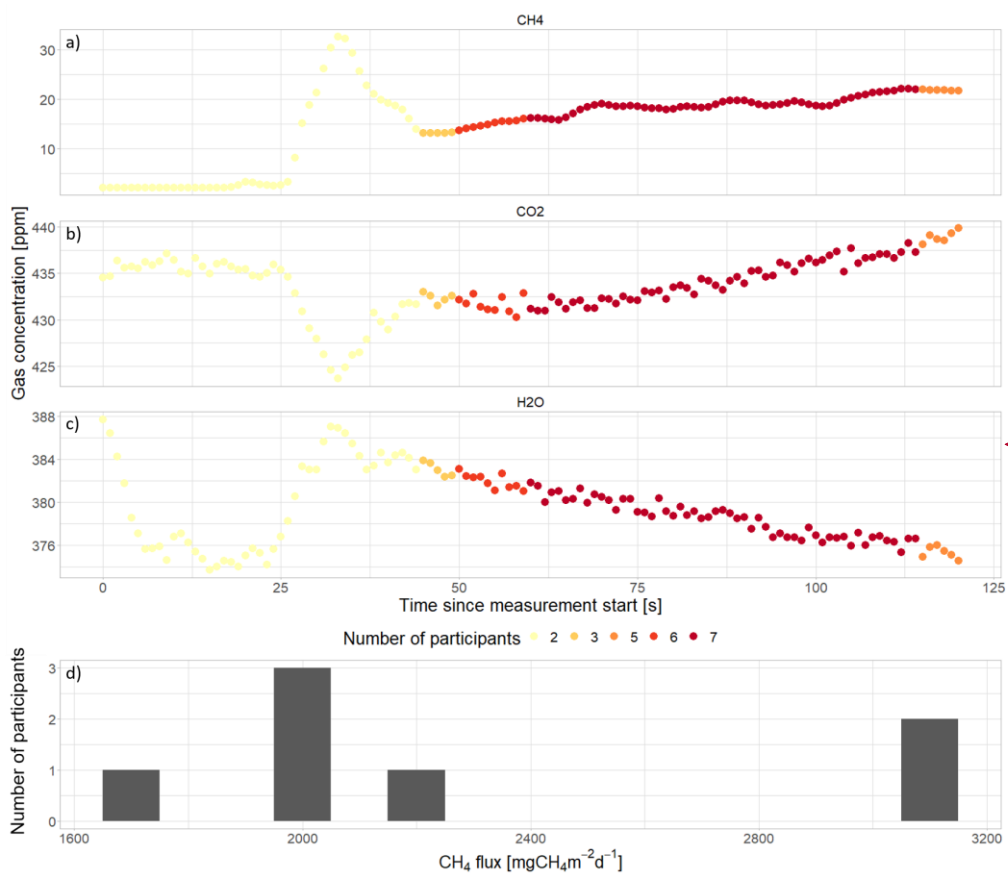 CH4
a)
30
20
10
CO2
b)
440
435
430
425
H2O
c)
388
384
380
376
Gas concentration [ppm]
0 25 50 75 100 125
Time since measurement start [s]
Number of participants 2 3 5 6 7
d)
3
2
1
0
Number of participants
1600 2000 2400 2800 3200
CH₄ flux [mgCH₄m⁻²d⁻¹]